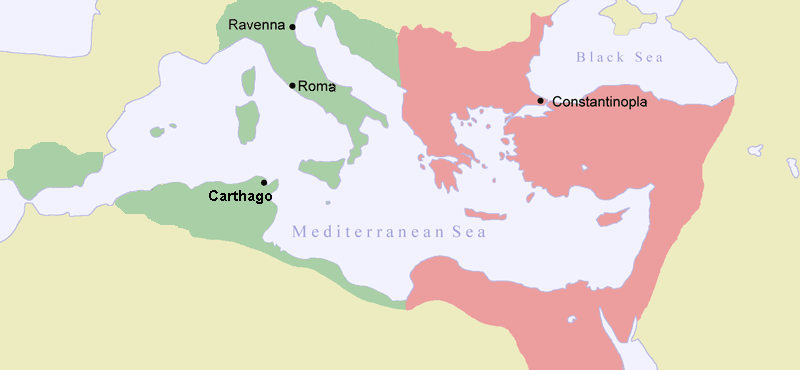 Ravenna
Black Sea
Roma
Constantinopla
Carthago
Mediterranean Sea